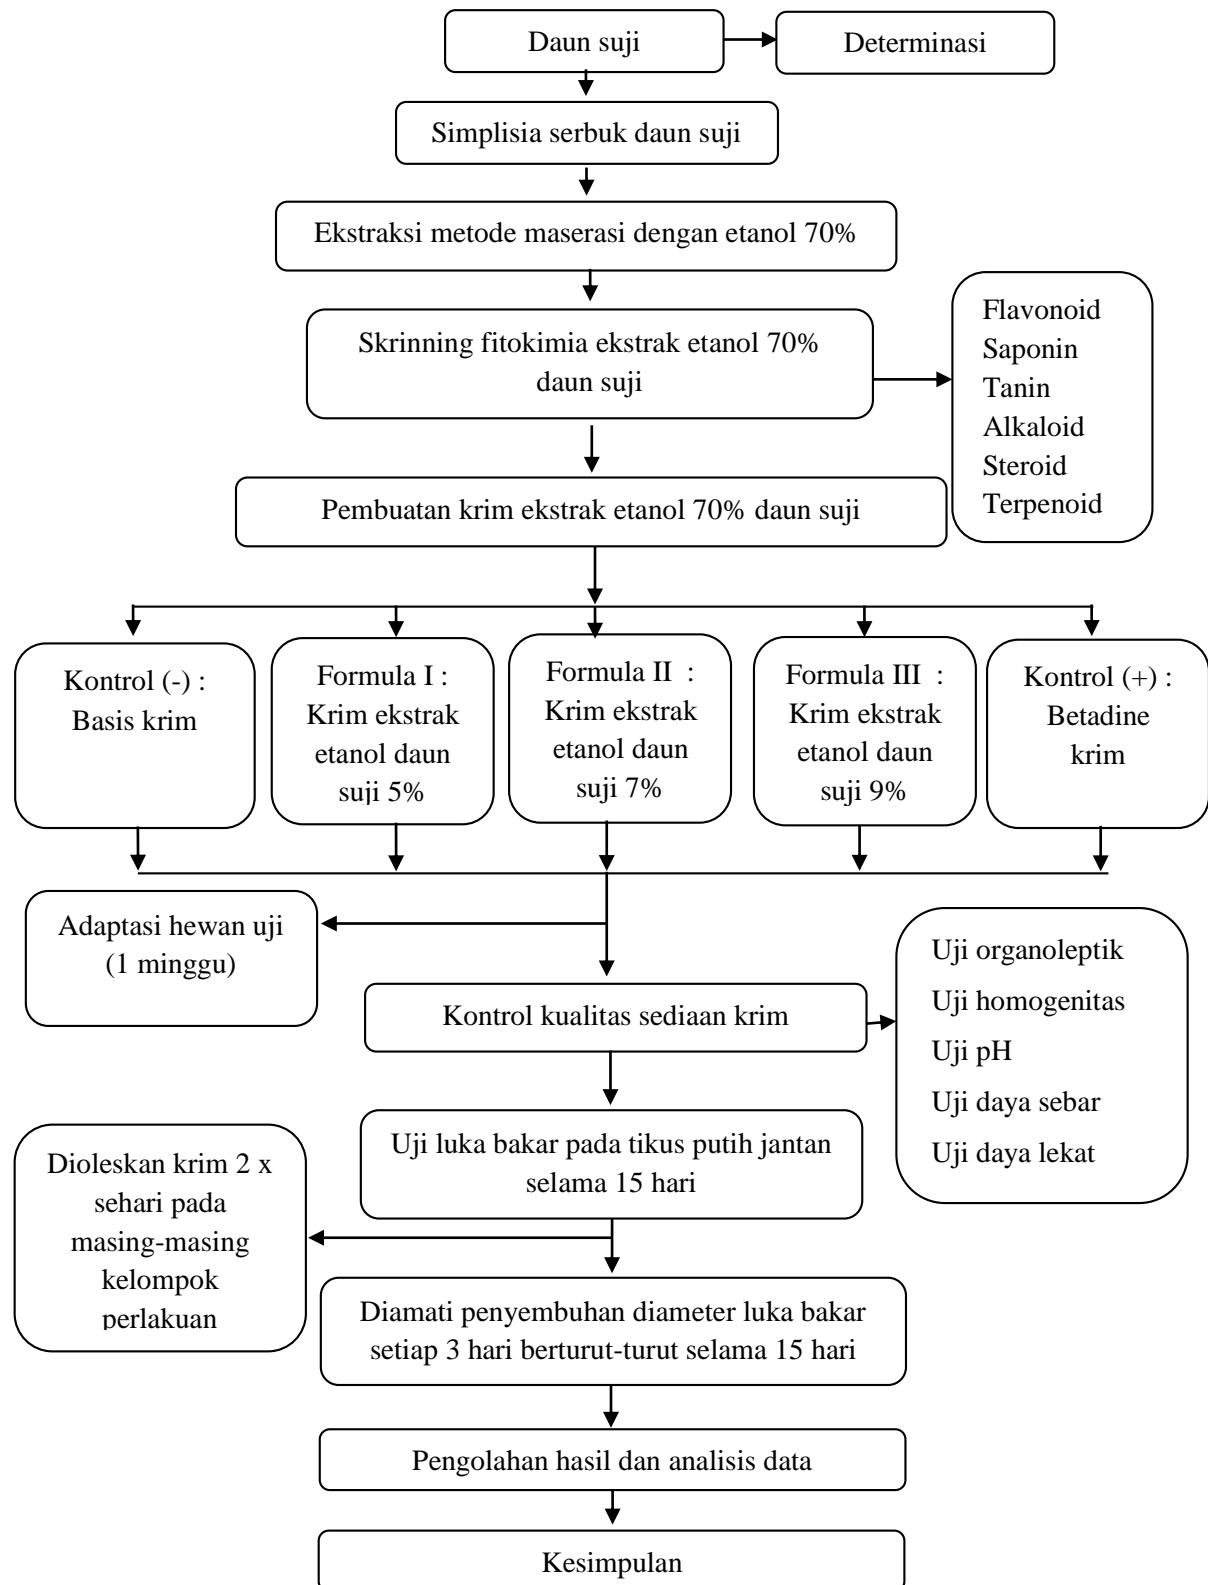 Daun suji
Determinasi
Simplisia serbuk daun suji
Ekstraksi metode maserasi dengan etanol 70%
Skrinning fitokimia ekstrak etanol 70%
daun suji
Flavonoid
Saponin
Tanin
Alkaloid
Steroid
Terpenoid
Pembuatan krim ekstrak etanol 70% daun suji
Kontrol (-) :
Basis krim
Formula I :
Krim ekstrak
etanol daun
suji 5%
Formula II :
Krim ekstrak
etanol daun
suji 7%
Formula III :
Krim ekstrak
etanol daun
suji 9%
Kontrol (+) :
Betadine
krim
Adaptasi hewan uji
(1 minggu)
Kontrol kualitas sediaan krim
Uji organoleptik
Uji homogenitas
Uji pH
Uji daya sebar
Uji daya lekat
Uji luka bakar pada tikus putih jantan
selama 15 hari
Dioleskan krim 2 x
sehari pada
masing-masing
kelompok
perlakuan
Diamati penyembuhan diameter luka bakar
setiap 3 hari berturut-turut selama 15 hari
Pengolahan hasil dan analisis data
Kesimpulan